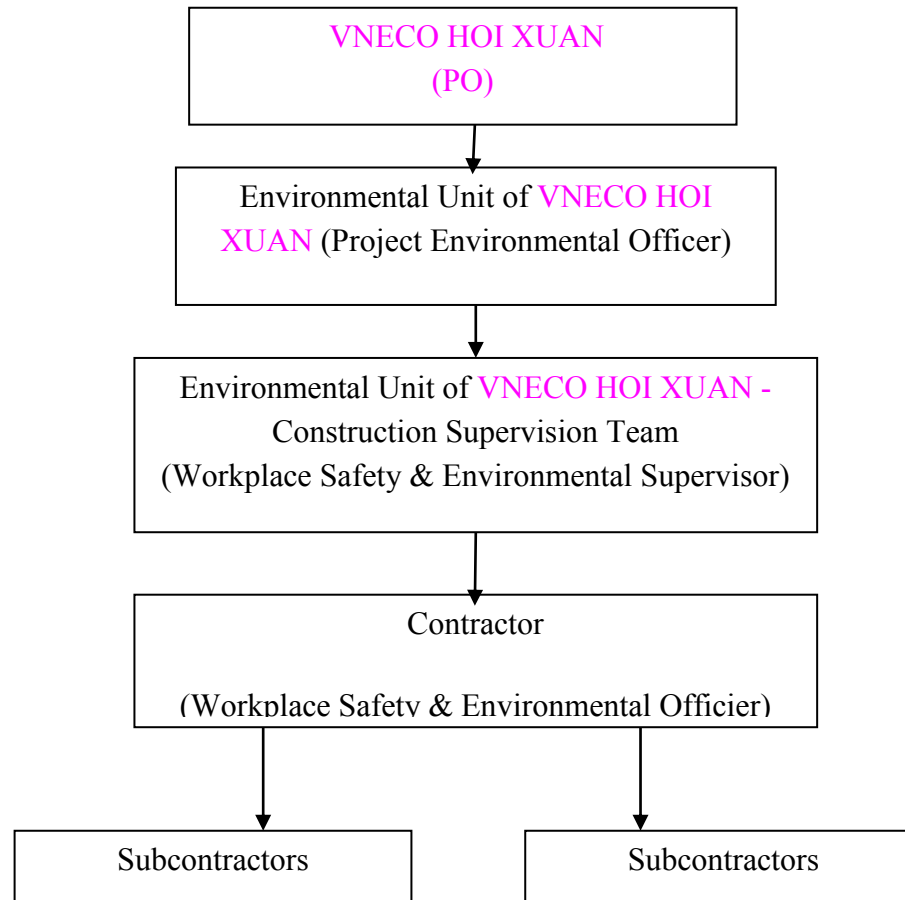 VNECO HOI XUAN
(PO)
Environmental Unit of VNECO HOI
XUAN (Project Environmental Officer)
Environmental Unit of VNECO HOI XUAN -
Construction Supervision Team
(Workplace Safety & Environmental Supervisor)
Contractor
(Workplace Safety & Environmental Officier)
Subcontractors
Subcontractors